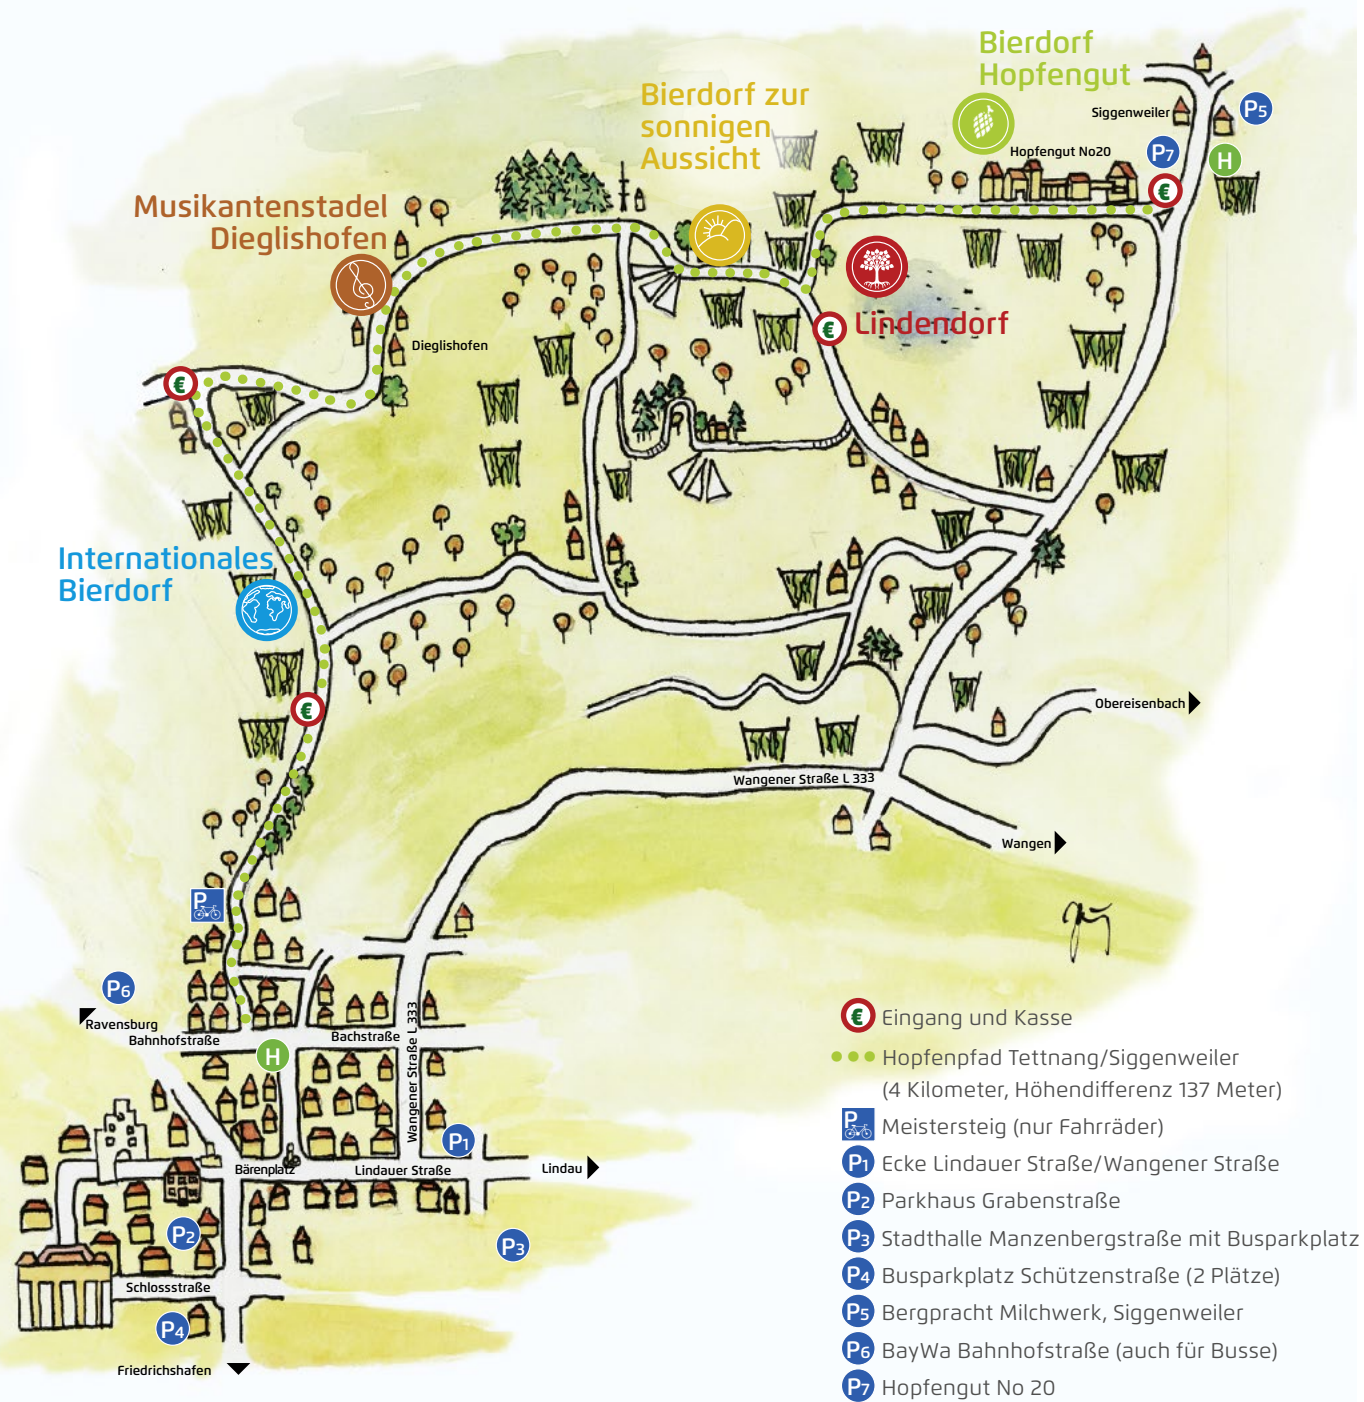 Bierdorf
Hopfengut
Siggenweiler
P5
Hopfengut No20
P7
H
€
Bierdorf zur
sonnigen
Aussicht
Musikantenstadel
Dieglishofen
Lindendorf
€
Dieglishofen
€
Internationales
Bierdorf
€
Obereisenbach
Wangener Straße L 333
Wangen
P
P6
Ravensburg
Bahnhofstraße
Bachstraße
Wangener Straße L 333
H
P1
Bärenplatz
Lindauer Straße
Lindau
P2
P3
Schlossstraße
P4
Friedrichshafen
€ Eingang und Kasse
Hopfenpfad Tettnang/Siggenweiler
(4 Kilometer, Höhendifferenz 137 Meter)
P Meistersteig (nur Fahrräder)
P1 Ecke Lindauer Straße/Wangener Straße
P2 Parkhaus Grabenstraße
P3 Stadthalle Manzenbergstraße mit Busparkplatz
P4 Busparkplatz Schützenstraße (2 Plätze)
P5 Bergpracht Milchwerk, Siggenweiler
P6 BayWa Bahnhofstraße (auch für Busse)
P7 Hopfengut No 20